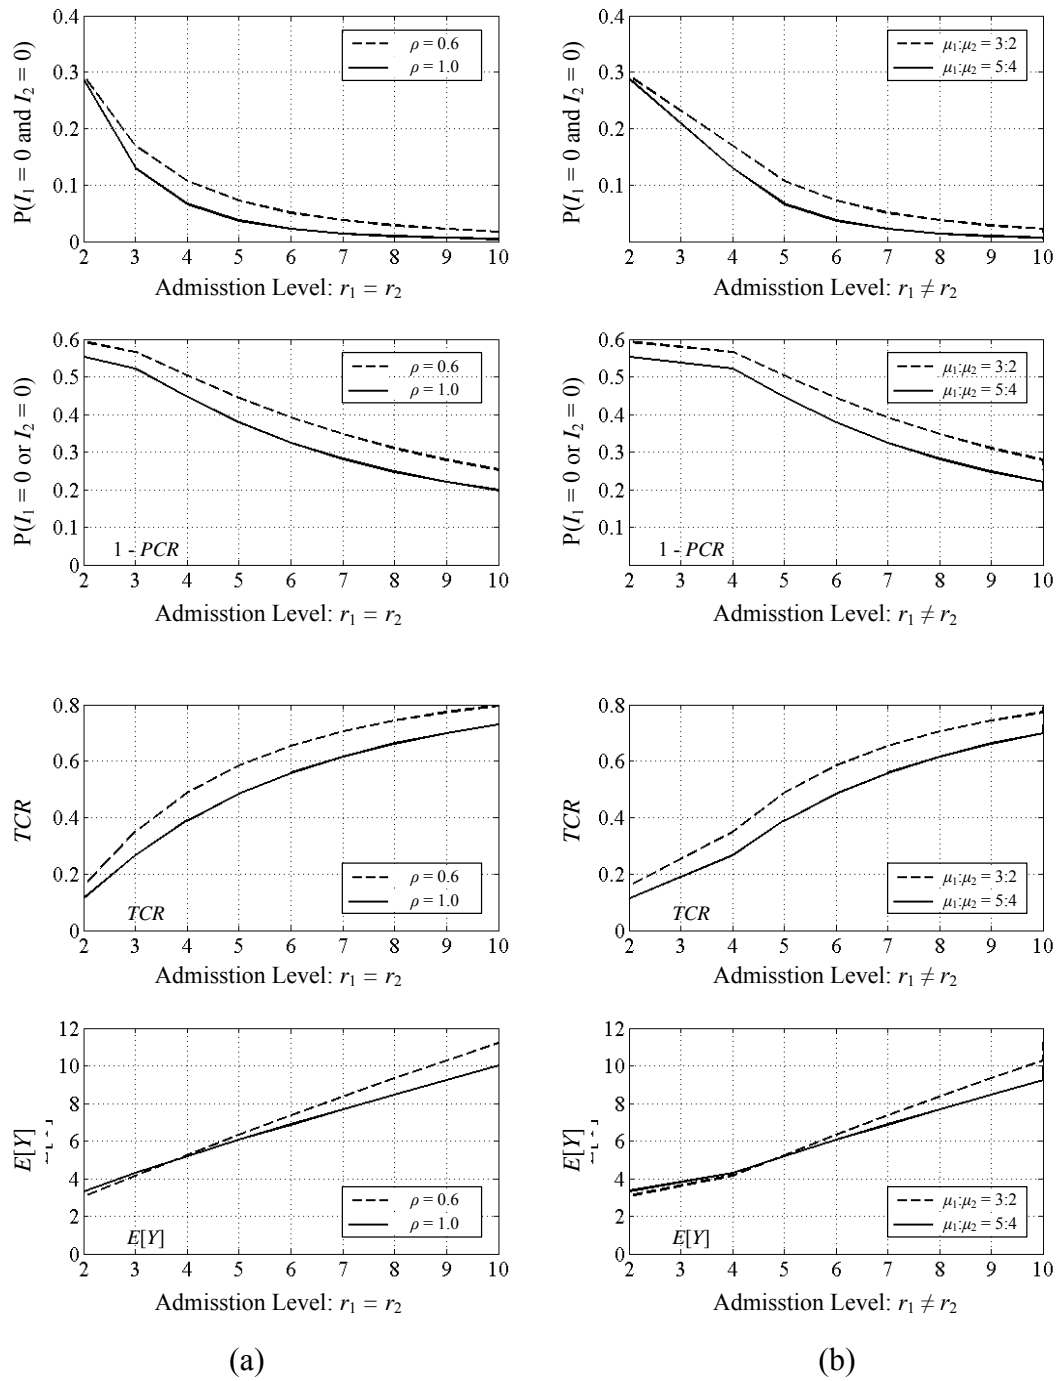 P(I₁ = 0 and I₂ = 0)
0.4
0.3
0.2
0.1
0
ρ = 0.6
ρ = 1.0
2 3 4 5 6 7 8 9 10
Admisstion Level: r₁ = r₂
P(I₁ = 0 and I₂ = 0)
0.4
0.3
0.2
0.1
0
μ₁:μ₂ = 3:2
μ₁:μ₂ = 5:4
2 3 4 5 6 7 8 9 10
Admisstion Level: r₁ ≠ r₂
P(I₁ = 0 or I₂ = 0)
0.6
0.5
0.4
0.3
0.2
0.1
0
ρ = 0.6
ρ = 1.0
1 - PCR
2 3 4 5 6 7 8 9 10
Admisstion Level: r₁ = r₂
P(I₁ = 0 or I₂ = 0)
0.6
0.5
0.4
0.3
0.2
0.1
0
μ₁:μ₂ = 3:2
μ₁:μ₂ = 5:4
1 - PCR
2 3 4 5 6 7 8 9 10
Admisstion Level: r₁ ≠ r₂
TCR
0.8
0.6
0.4
0.2
0
ρ = 0.6
ρ = 1.0
TCR
2 3 4 5 6 7 8 9 10
Admisstion Level: r₁ = r₂
TCR
0.8
0.6
0.4
0.2
0
μ₁:μ₂ = 3:2
μ₁:μ₂ = 5:4
TCR
2 3 4 5 6 7 8 9 10
Admisstion Level: r₁ ≠ r₂
E[Y]
12
10
8
6
4
2
0
ρ = 0.6
ρ = 1.0
E[Y]
2 3 4 5 6 7 8 9 10
Admisstion Level: r₁ = r₂
E[Y]
12
10
8
6
4
2
0
μ₁:μ₂ = 3:2
μ₁:μ₂ = 5:4
E[Y]
2 3 4 5 6 7 8 9 10
Admisstion Level: r₁ ≠ r₂
(a)
(b)